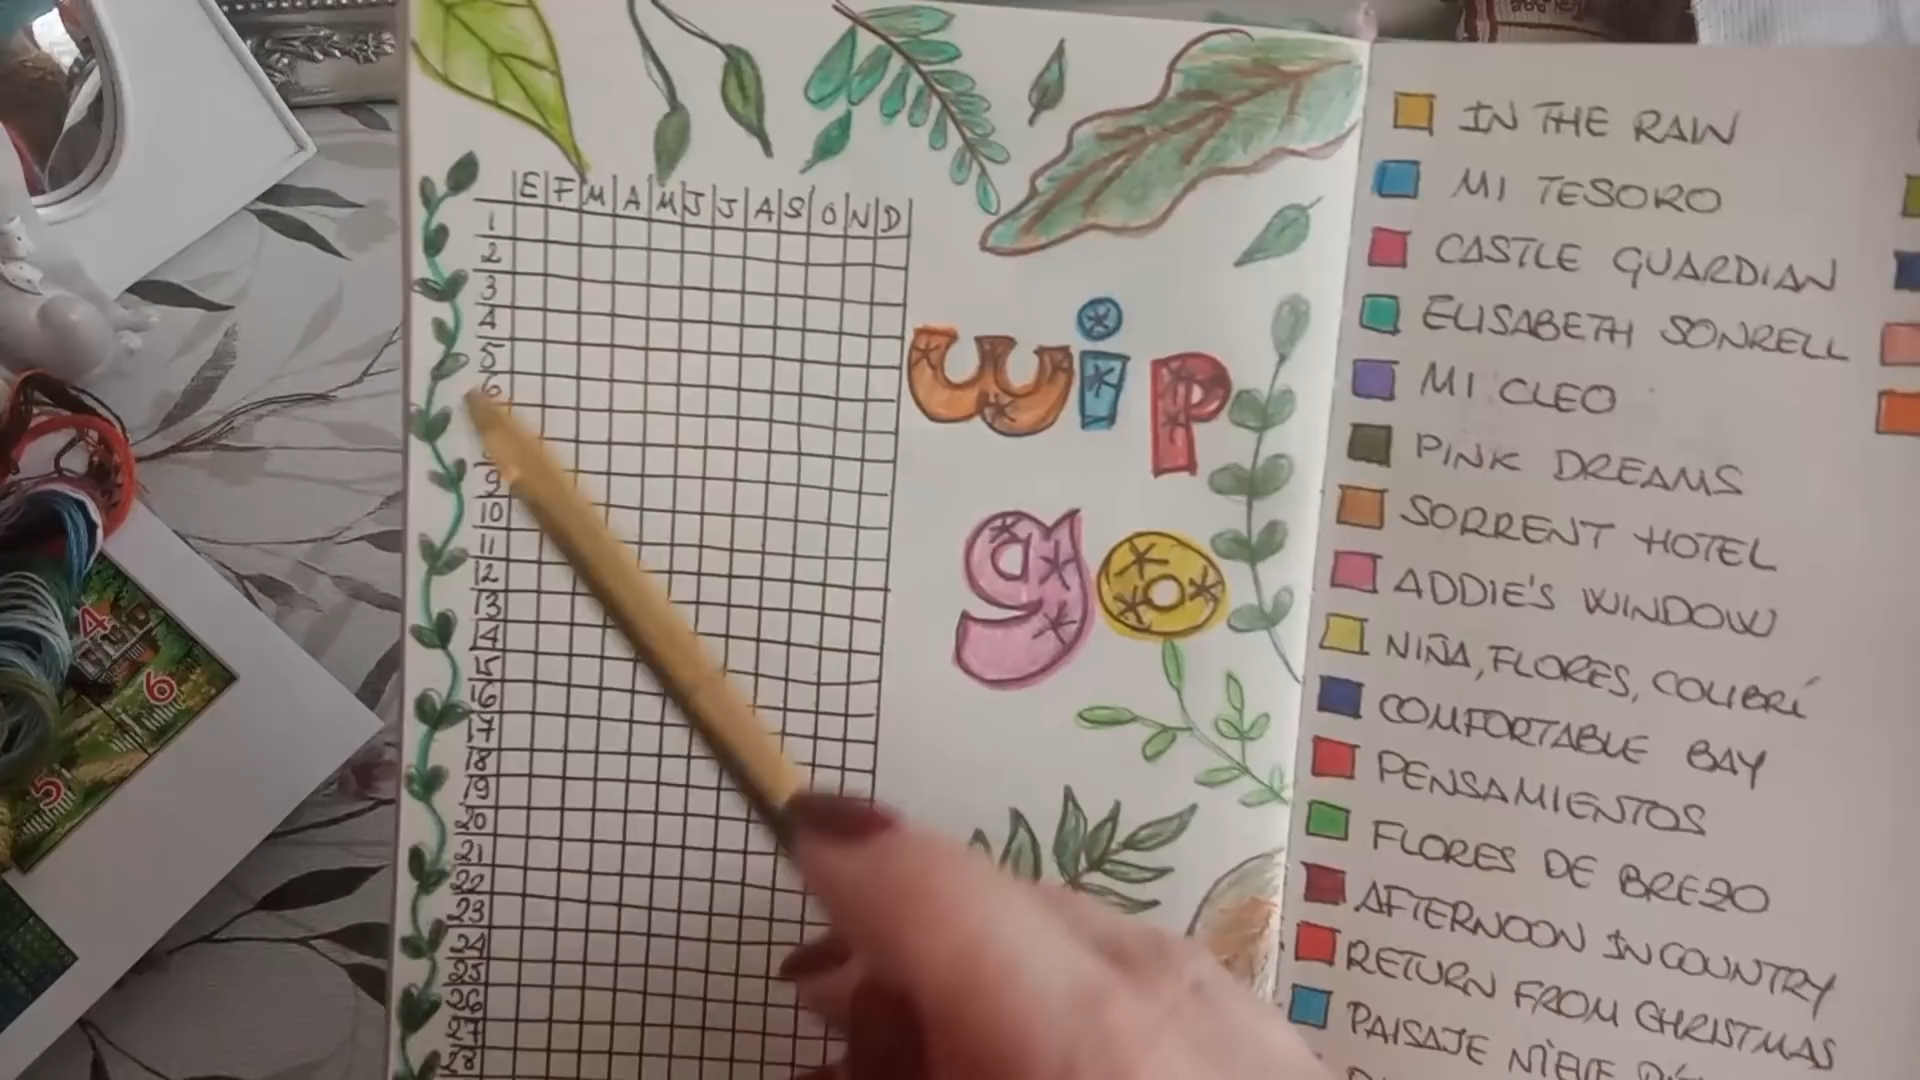 E F M A M J J A S O N D
1
2
3
4
5
6
9
10
11
12
13
14
15
16
17
18
19
20
21
22
23
24
25
26
27
28
wip
go
IN THE RAIN
MI TESORO
CASTLE GUARDIAN
ELISABETH SONRELL
MI CLEO
PINK DREAMS
SORRENT HOTEL
ADDIE'S WINDOW
NIÑA, FLORES, COLIBRÍ
COMFORTABLE BAY
PENSAMIENTOS
FLORES DE BREZO
AFTERNOON IN COUNTRY
RETURN FROM CHRISTMAS
PAISAJE NIEVE
4
6
5